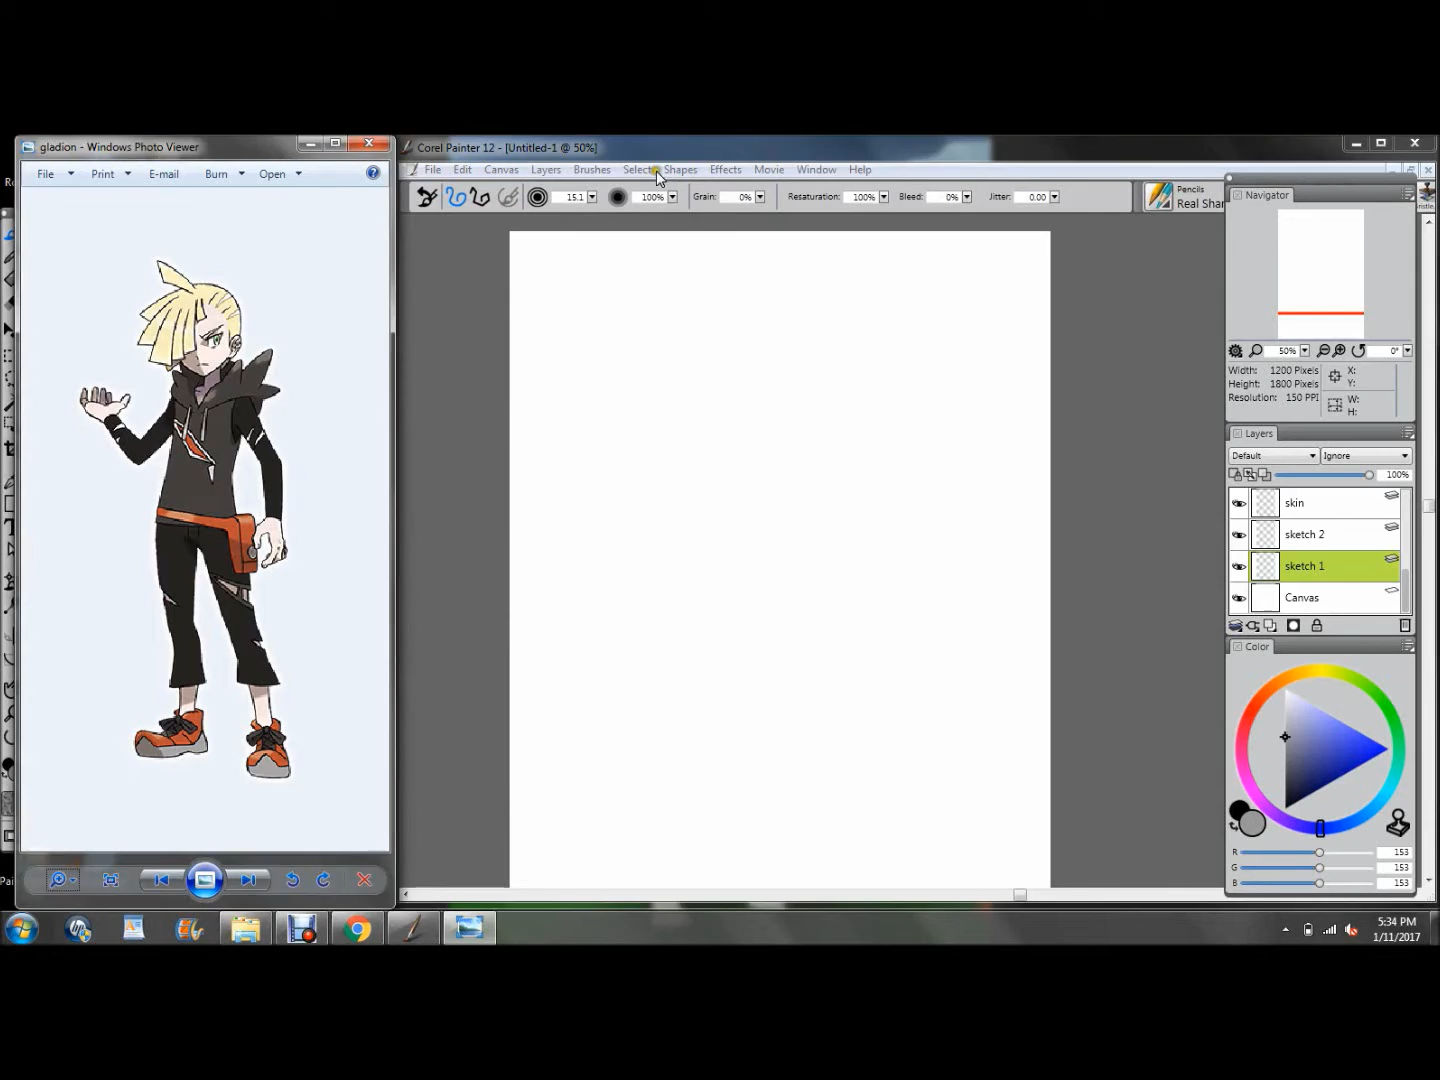 gladion - Windows Photo Viewer
File Print E-mail Burn Open
Corel Painter 12 - [Untitled-1 @ 50%]
File Edit Canvas Layers Brushes Select Shapes Effects Movie Window Help
15.1 100% Grain: 0% Resaturation: 100% Bleed: 0% Jitter: 0.00
Pencils
Real
Navigator
50% 0°
Width: 1200 Pixels X:
Height: 1800 Pixels Y:
Resolution: 150 PPI W:
H:
Layers
Default Ignore
100%
skin
sketch 2
sketch 1
Canvas
Color
R 153
G 153
B 153
5:34 PM
1/11/2017